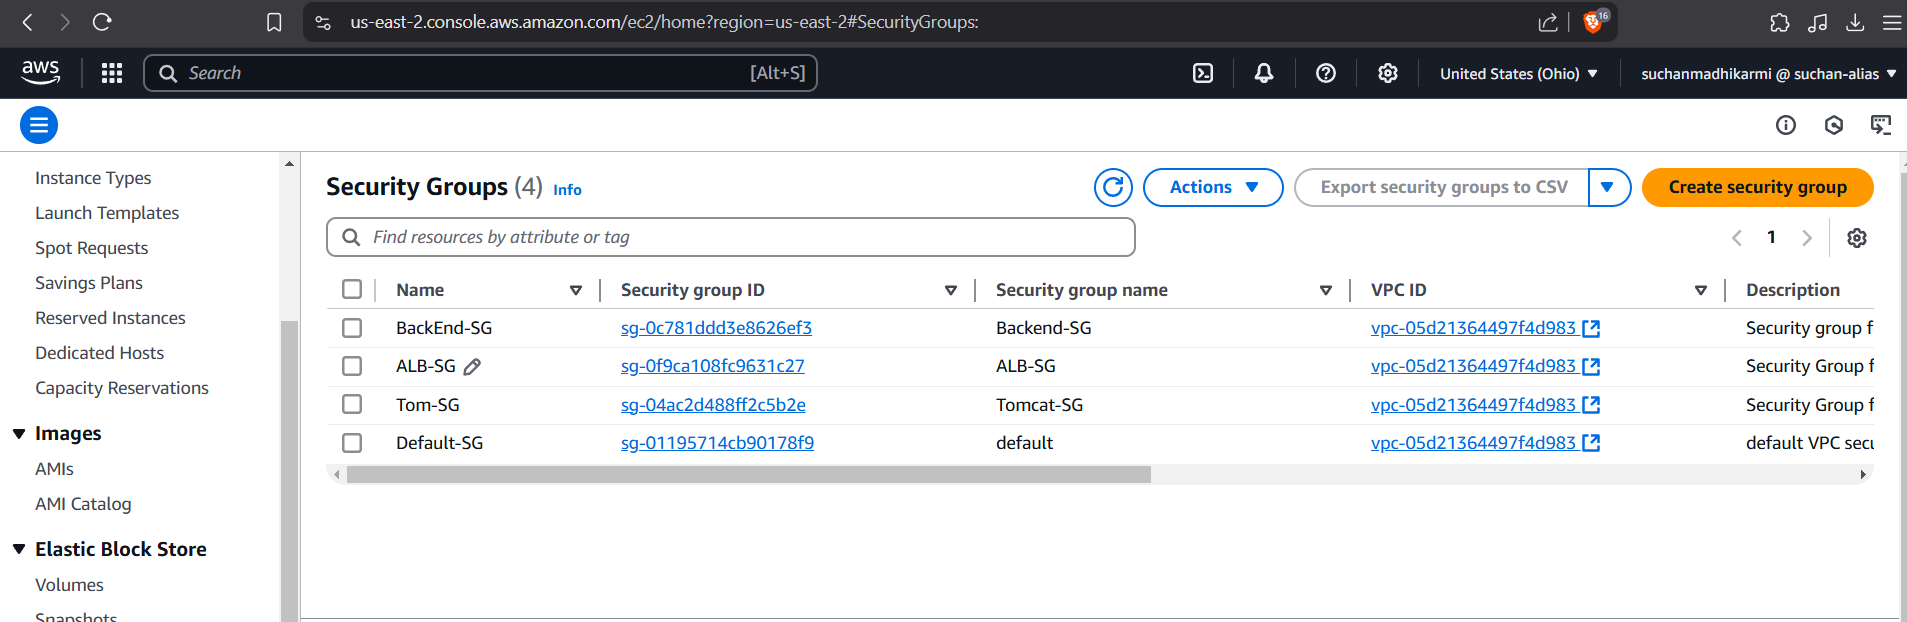 us-east-2.console.aws.amazon.com/ec2/home?region=us-east-2#SecurityGroups:
16
aws
Search
[Alt+S]
United States (Ohio)
suchanmadhikarmi @ suchan-alias
Instance Types
Launch Templates
Spot Requests
Savings Plans
Reserved Instances
Dedicated Hosts
Capacity Reservations
Images
AMIs
AMI Catalog
Elastic Block Store
Volumes
Snapshots
Security Groups (4) Info
Actions
Export security groups to CSV
Create security group
Find resources by attribute or tag
1
Name Security group ID Security group name VPC ID Description
BackEnd-SG sg-0c781ddd3e8626ef3 Backend-SG vpc-05d21364497f4d983 Security group f
ALB-SG sg-0f9ca108fc9631c27 ALB-SG vpc-05d21364497f4d983 Security Group f
Tom-SG sg-04ac2d488ff2c5b2e Tomcat-SG vpc-05d21364497f4d983 Security Group f
Default-SG sg-01195714cb90178f9 default vpc-05d21364497f4d983 default VPC secu